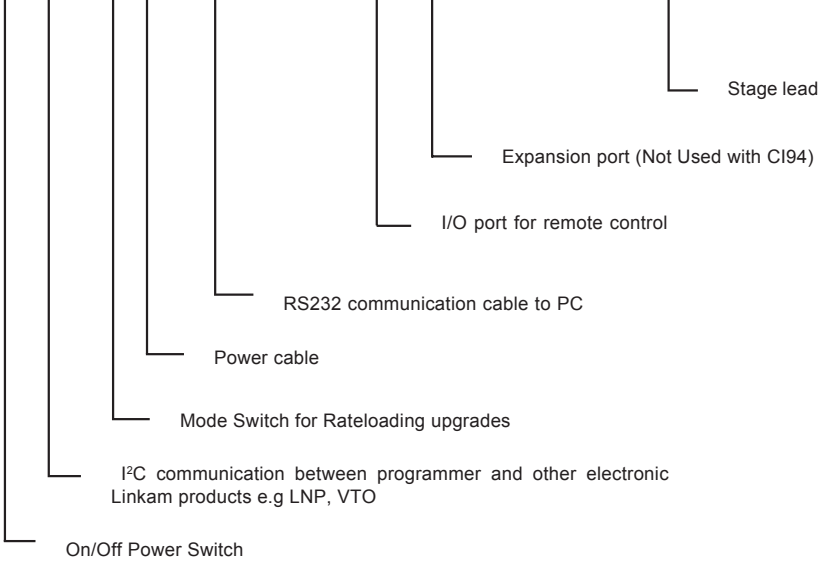 Stage lead
Expansion port (Not Used with CI94)
I/O port for remote control
RS232 communication cable to PC
Power cable
Mode Switch for Rateloading upgrades
I²C communication between programmer and other electronic
Linkam products e.g LNP, VTO
On/Off Power Switch